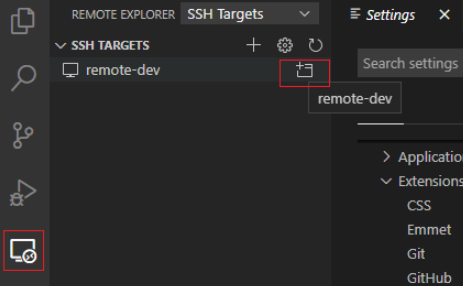 REMOTE EXPLORER SSH Targets
SSH TARGETS
remote-dev
remote-dev
Settings
Search settings
Application
Extensions
CSS
Emmet
Git
GitHub